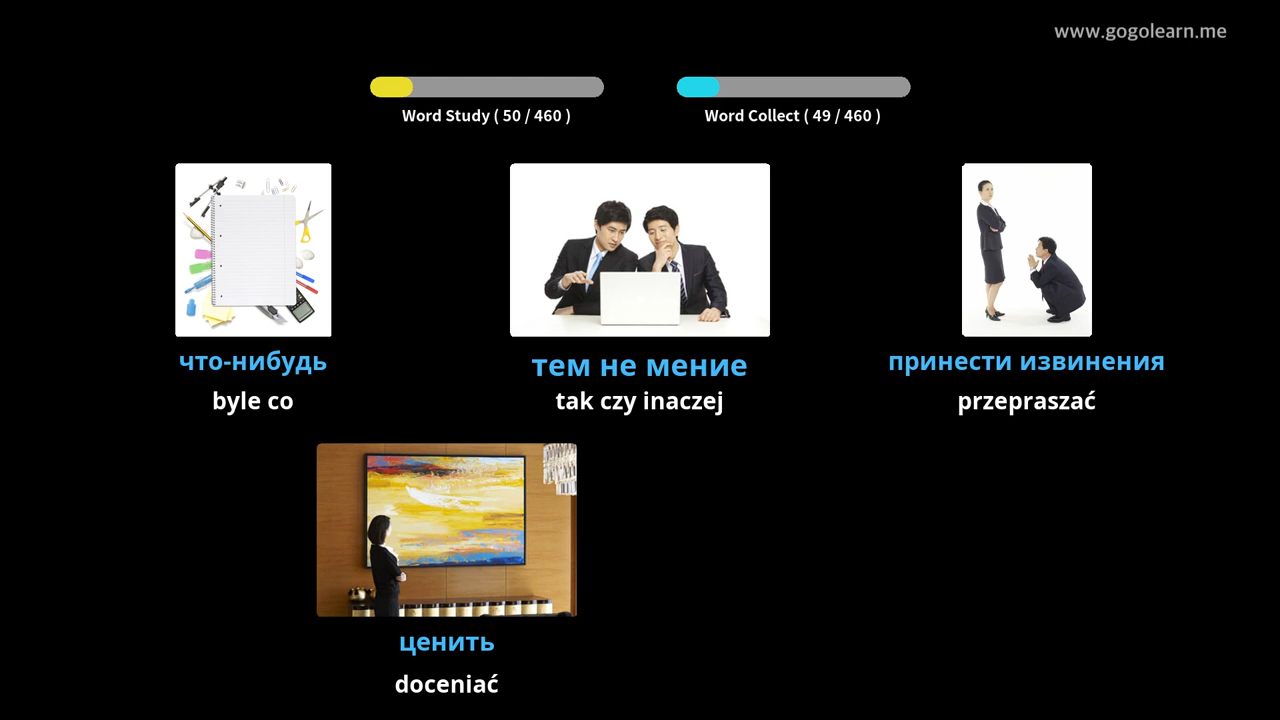 www.gogolearn.me
Word Study ( 50 / 460 )
Word Collect ( 49 / 460 )
что-нибудь
byle co
тем не мение
tak czy inaczej
принести извинения
przepraszać
ценить
doceniać